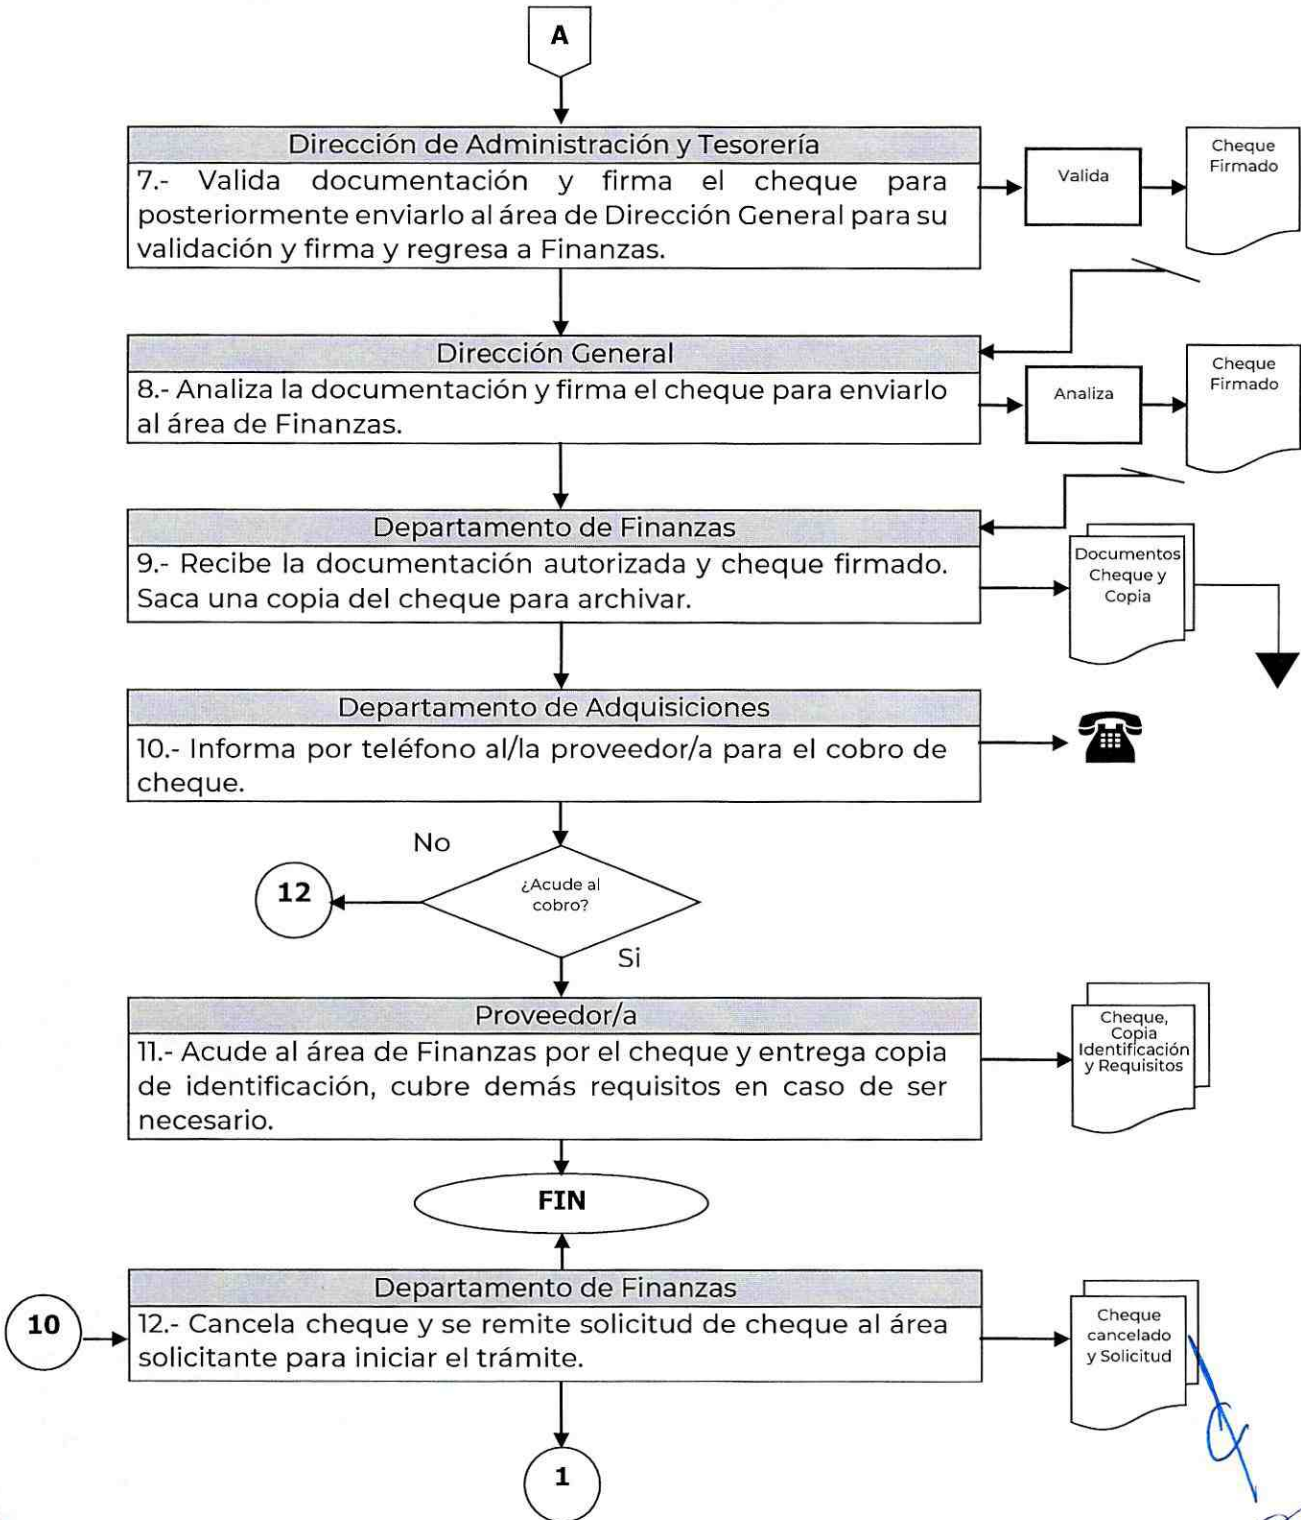 A
Dirección de Administración y Tesorería
7.- Valida documentación y firma el cheque para
posteriormente enviarlo al área de Dirección General para su
validación y firma y regresa a Finanzas.
Valida
Cheque
Firmado
Dirección General
8.- Analiza la documentación y firma el cheque para enviarlo
al área de Finanzas.
Analiza
Cheque
Firmado
Departamento de Finanzas
9.- Recibe la documentación autorizada y cheque firmado.
Saca una copia del cheque para archivar.
Documentos
Cheque y
Copia
Departamento de Adquisiciones
10.- Informa por teléfono al/la proveedor/a para el cobro de
cheque.
No
12
¿Acude al
cobro?
Si
Proveedor/a
11.- Acude al área de Finanzas por el cheque y entrega copia
de identificación, cubre demás requisitos en caso de ser
necesario.
Cheque,
Copia
Identificación
y Requisitos
FIN
10
Departamento de Finanzas
12.- Cancela cheque y se remite solicitud de cheque al área
solicitante para iniciar el trámite.
Cheque
cancelado
y Solicitud
1